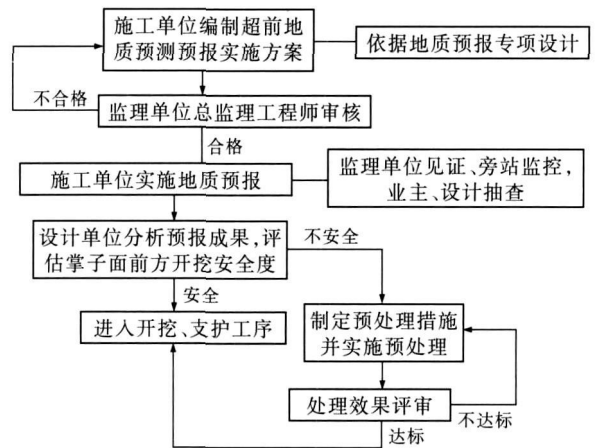 施工单位编制超前地
质预测预报实施方案
依据地质预报专项设计
不合格
监理单位总监理工程师审核
合格
施工单位实施地质预报
监理单位见证、旁站监控,
业主、设计抽查
设计单位分析预报成果,评
估掌子面前方开挖安全度
不安全
安全
进入开挖、支护工序
制定预处理措施
并实施预处理
处理效果评审
不达标
达标